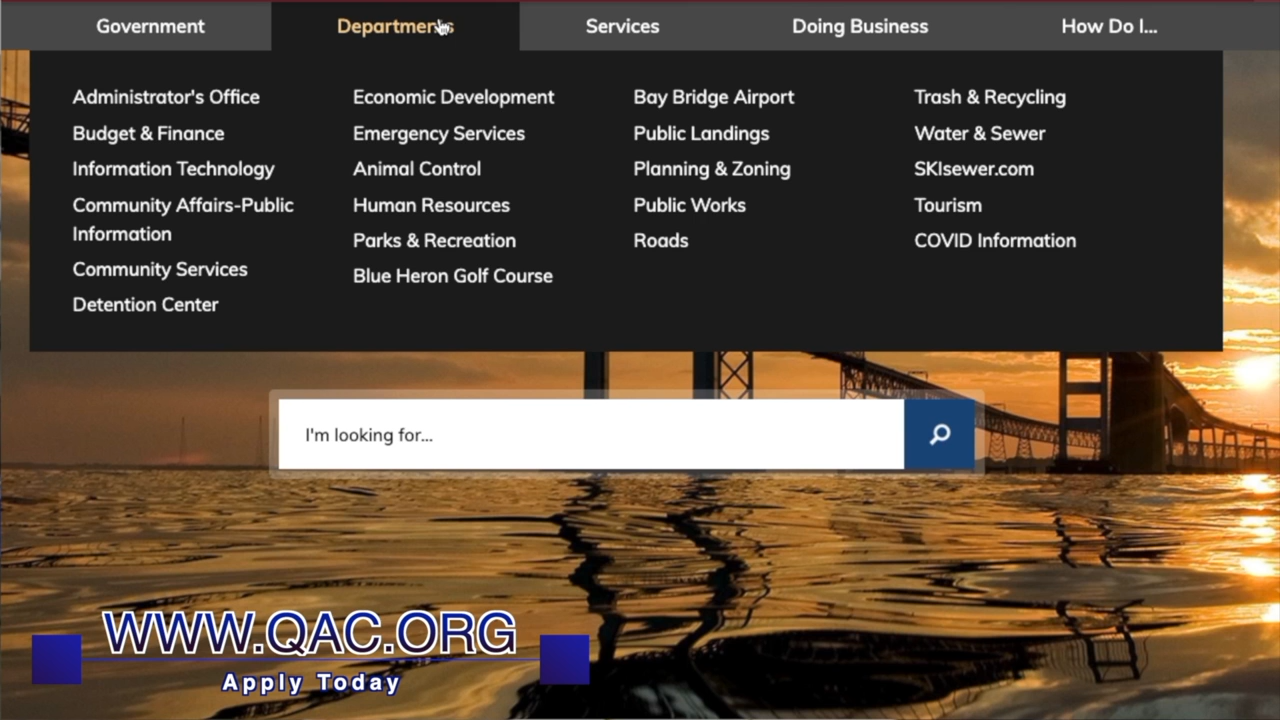 Government Departments Services Doing Business How Do I...
Administrator's Office
Budget & Finance
Information Technology
Community Affairs-Public
Information
Community Services
Detention Center
Economic Development
Emergency Services
Animal Control
Human Resources
Parks & Recreation
Blue Heron Golf Course
Bay Bridge Airport
Public Landings
Planning & Zoning
Public Works
Roads
Trash & Recycling
Water & Sewer
SKIsewer.com
Tourism
COVID Information
I'm looking for...
WWW.QAC.ORG
Apply Today